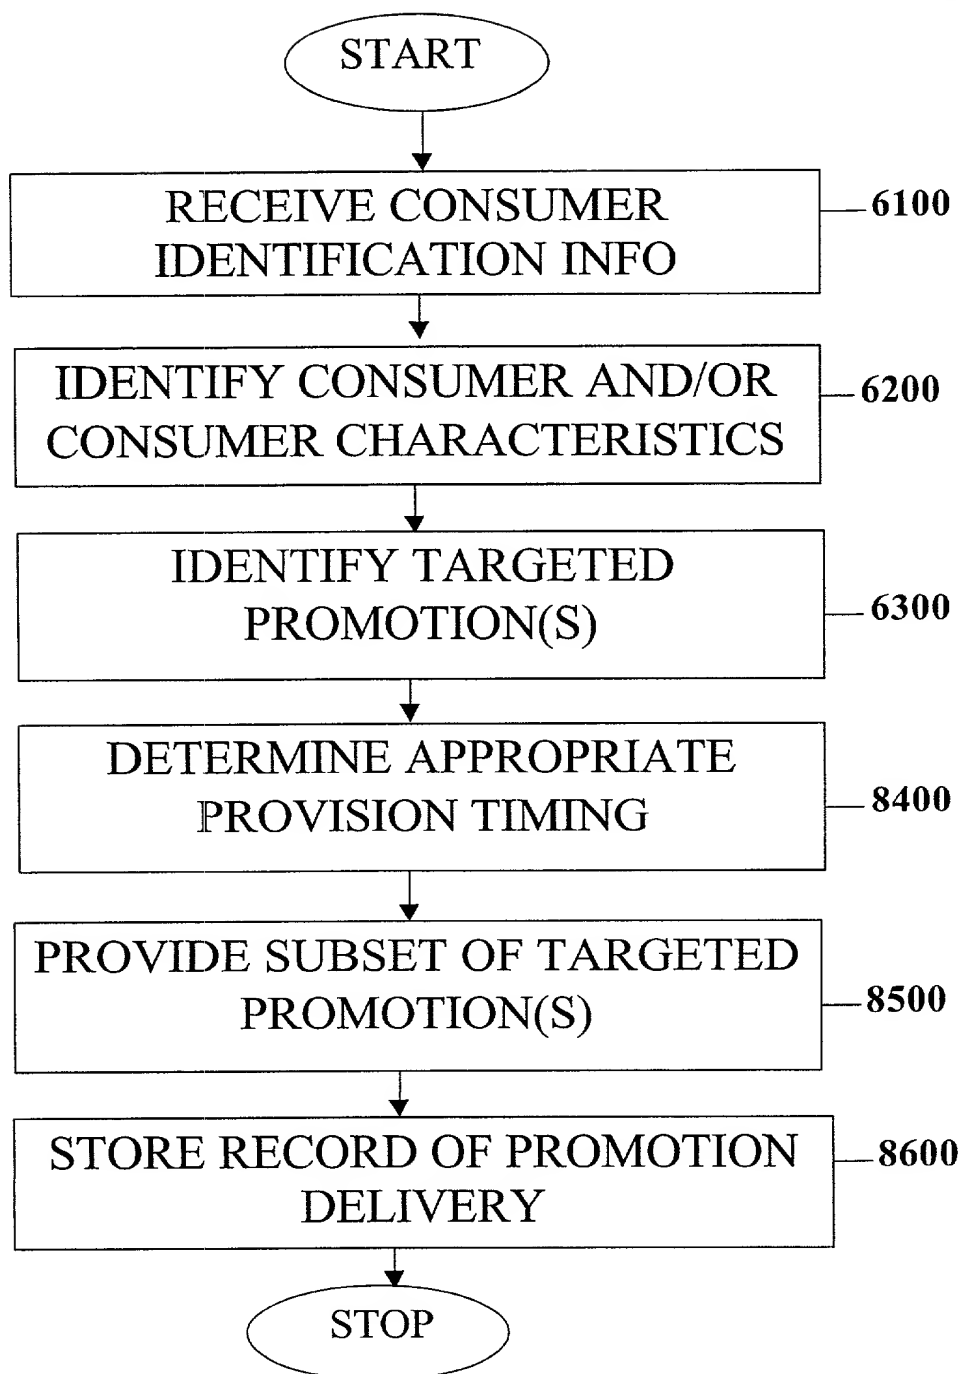 START
RECEIVE CONSUMER
IDENTIFICATION INFO
6100
IDENTIFY CONSUMER AND/OR
CONSUMER CHARACTERISTICS
6200
IDENTIFY TARGETED
PROMOTION(S)
6300
DETERMINE APPROPRIATE
PROVISION TIMING
8400
PROVIDE SUBSET OF TARGETED
PROMOTION(S)
8500
STORE RECORD OF PROMOTION
DELIVERY
8600
STOP